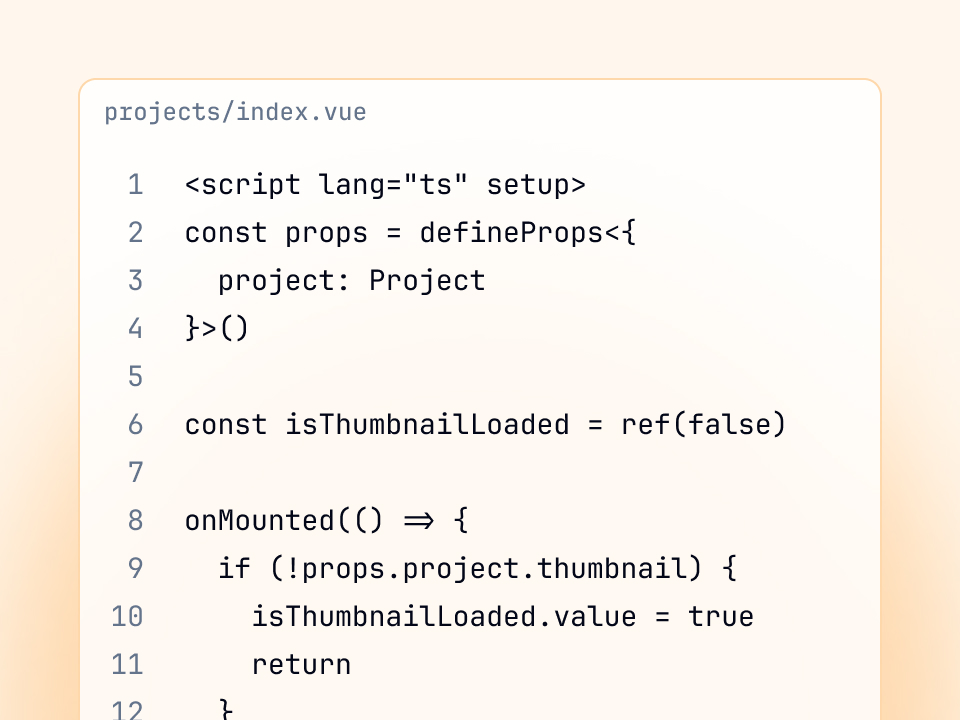 projects/index.vue
1 <script lang="ts" setup>
2 const props = defineProps<{
3   project: Project
4 }>()
5
6 const isThumbnailLoaded = ref(false)
7
8 onMounted(() => {
9   if (!props.project.thumbnail) {
10     isThumbnailLoaded.value = true
11     return
12   }